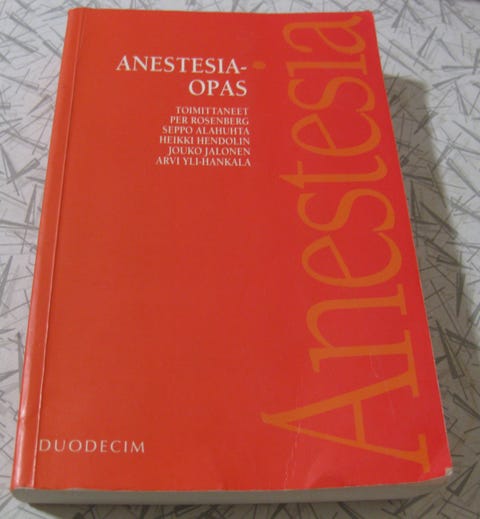 ANESTESIA-
OPAS
TOIMITTANEET
PER ROSENBERG
SEPPO ALAHUHTA
HEIKKI HENDOLIN
JOUKO JALONEN
ARVI YLI-HANKALA
Anestesia
DUODECIM